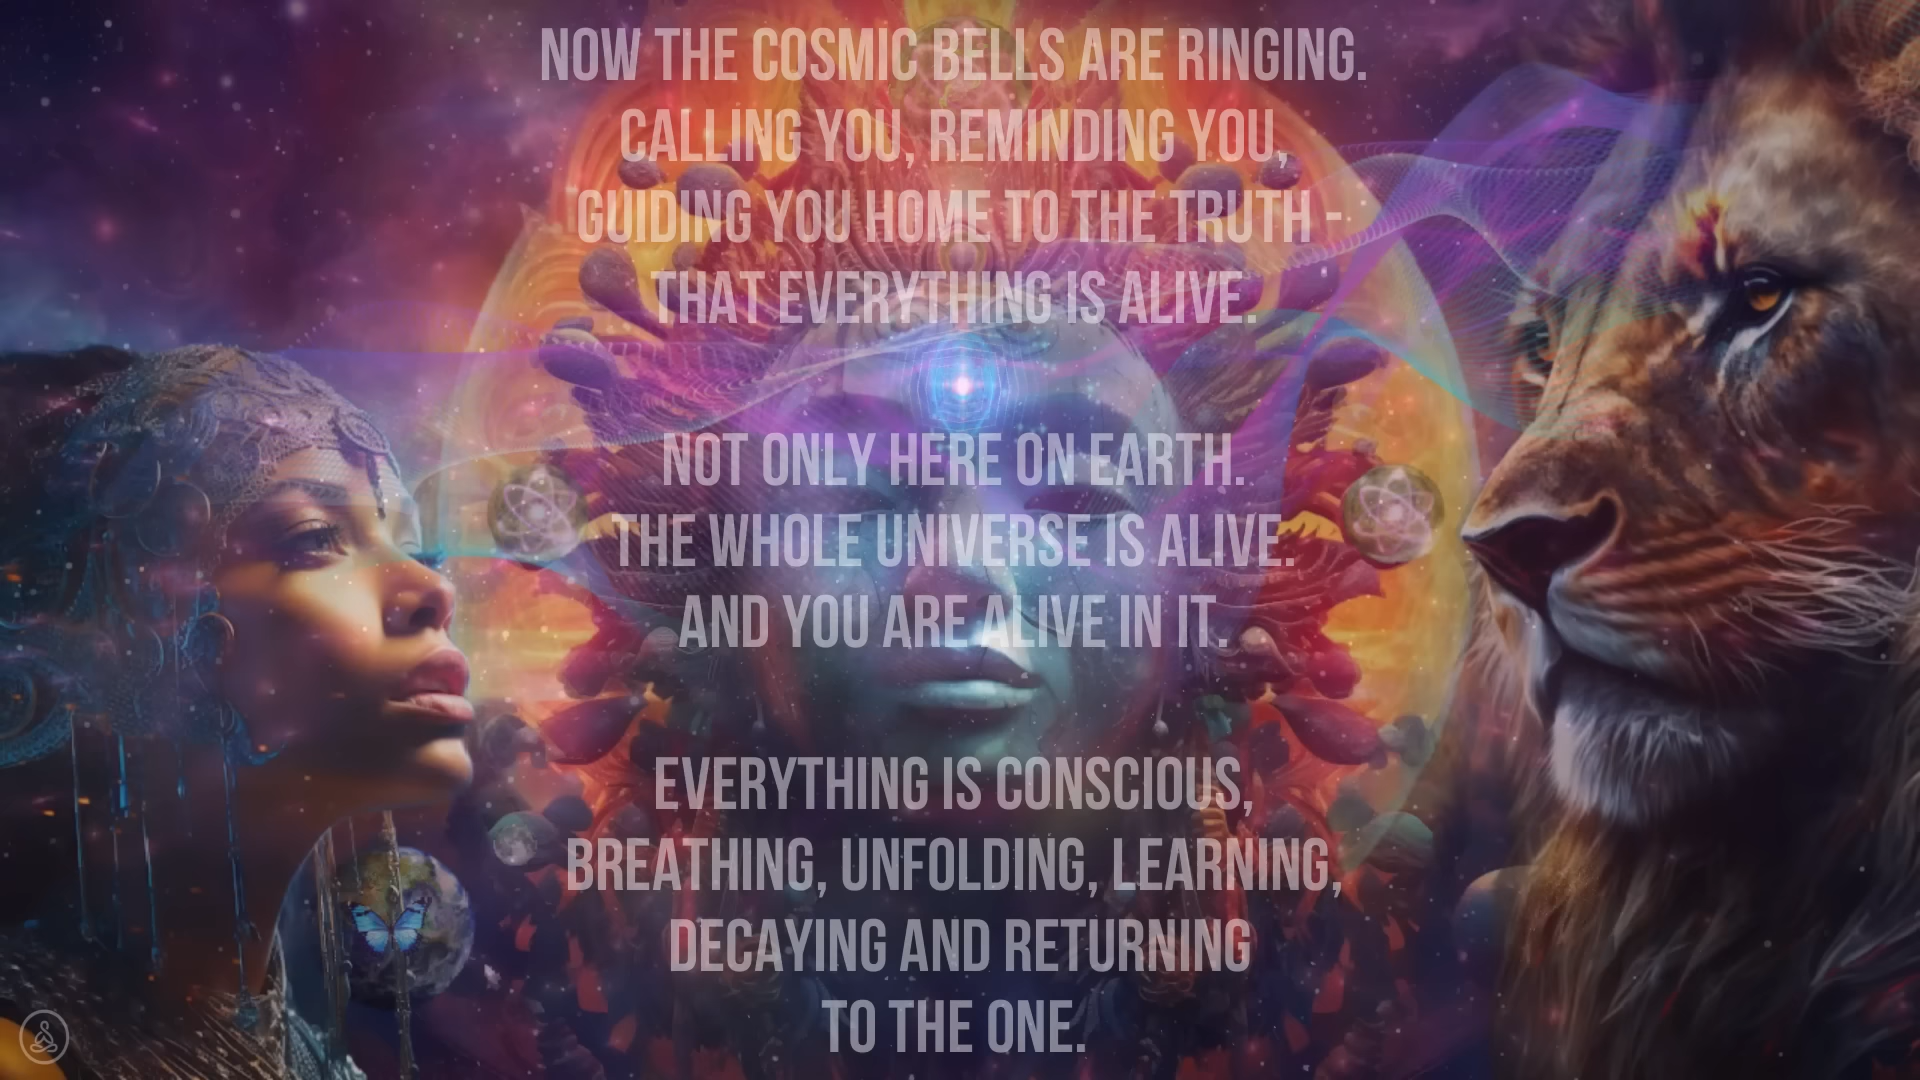 NOW THE COSMIC BELLS ARE RINGING.
CALLING YOU, REMINDING YOU,
GUIDING YOU HOME TO THE TRUTH -
THAT EVERYTHING IS ALIVE.
NOT ONLY HERE ON EARTH.
THE WHOLE UNIVERSE IS ALIVE.
AND YOU ARE ALIVE IN IT.
EVERYTHING IS CONSCIOUS,
BREATHING, UNFOLDING, LEARNING,
DECAYING AND RETURNING
TO THE ONE.